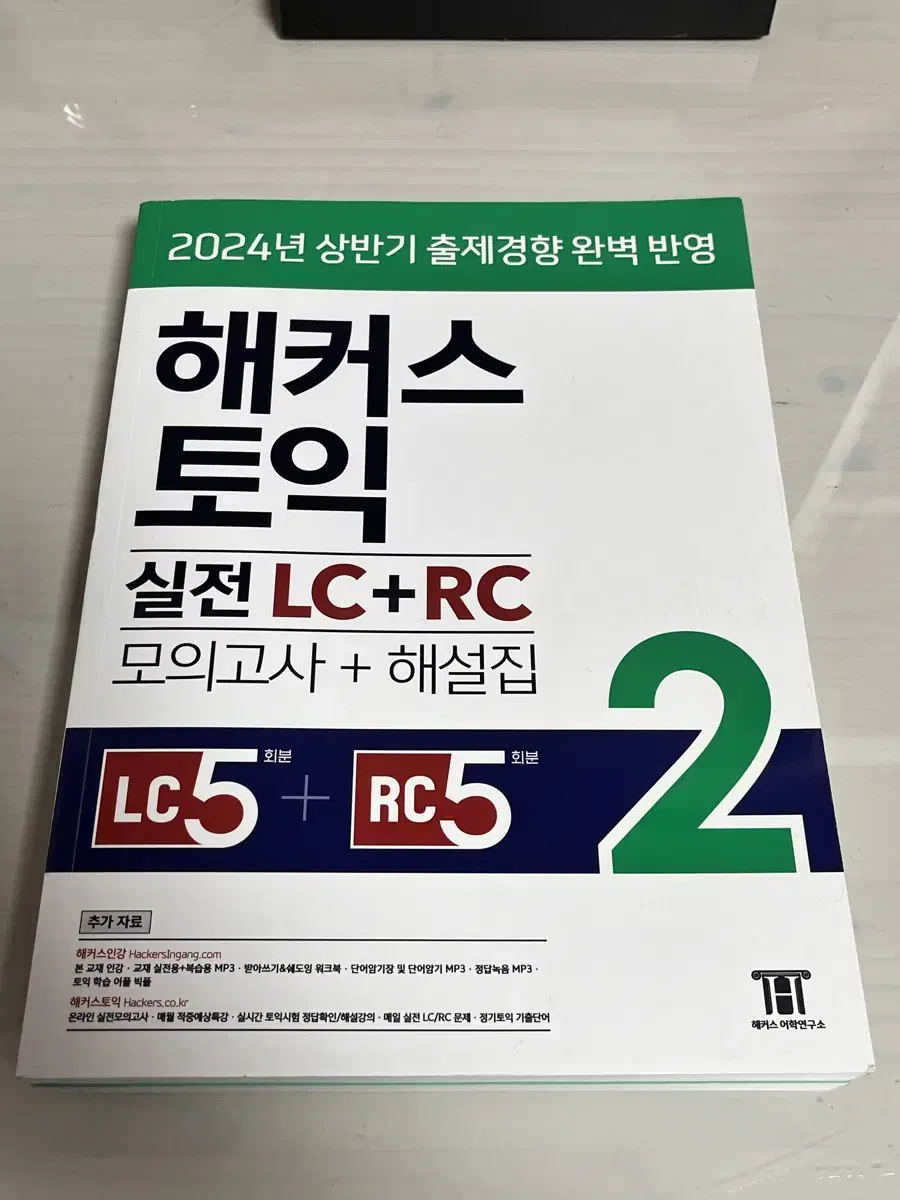 2024년 상반기 출제경향 완벽 반영
해커스
토익
실전 LC+RC
모의고사 + 해설집
2
LC 5 회분 + RC 5 회분
추가 자료
해커스인강 HackersIngang.com
본 교재 인강 · 교재 실전용+복습용 MP3 · 받아쓰기&쉐도잉 워크북 · 단어암기장 및 단어암기 MP3 · 정답녹음 MP3 ·
토익 학습 어플 빅플
해커스토익 Hackers.co.kr
온라인 실전모의고사 · 매월 적중예상특강 · 실시간 토익시험 정답확인/해설강의 · 매일 실전 LC/RC 문제 · 정기토익 기출단어
해커스 어학연구소